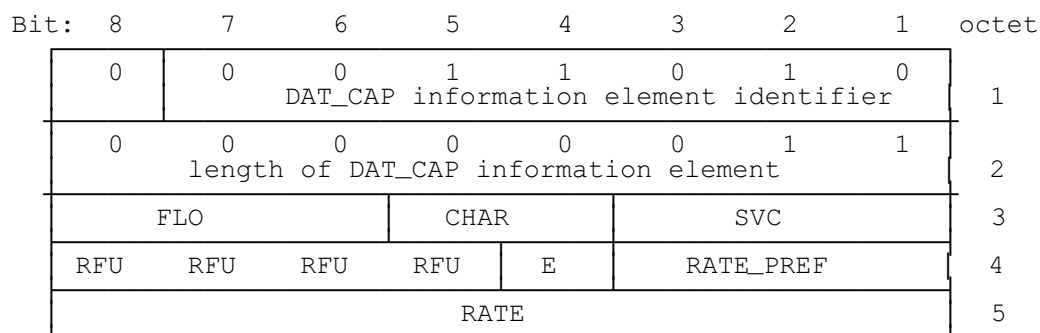 Bit: 8 7 6 5 4 3 2 1 octet
0 0 0 1 1 0 1 0
DAT_CAP information element identifier 1
0 0 0 0 0 0 1 1
length of DAT_CAP information element 2
FLO CHAR SVC 3
RFU RFU RFU RFU E RATE_PREF 4
RATE 5